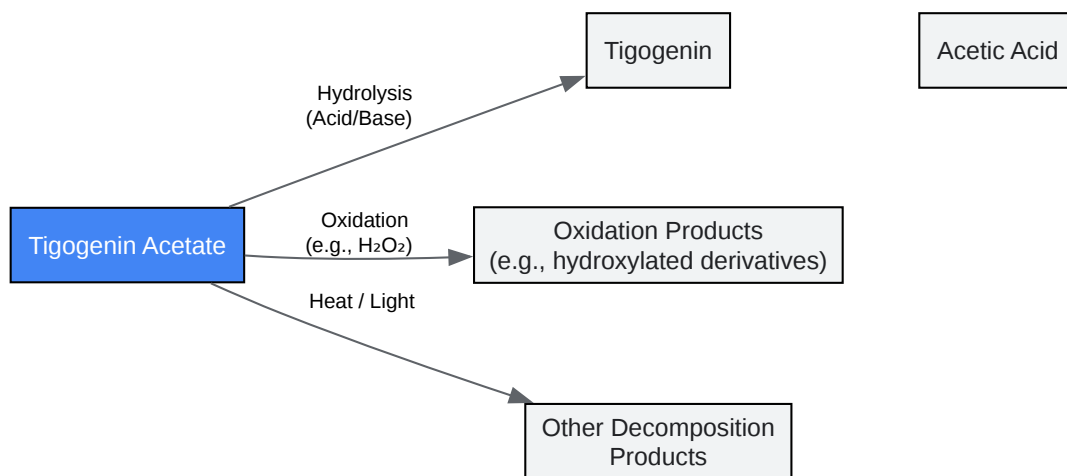 Tigogenin
Acetic Acid
Hydrolysis
(Acid/Base)
Tigogenin Acetate
Oxidation
(e.g., H₂O₂)
Oxidation Products
(e.g., hydroxylated derivatives)
Heat / Light
Other Decomposition
Products